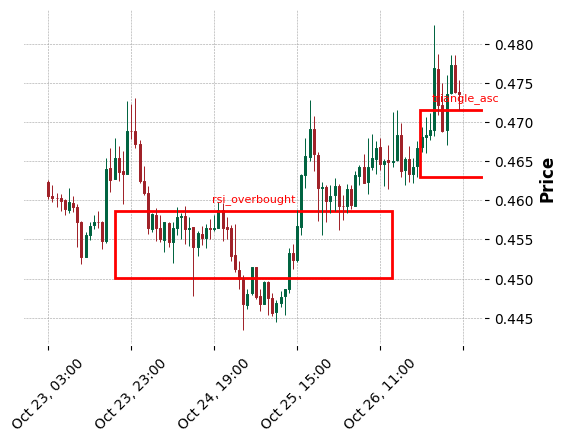 0.480
triangle_asc
0.475
0.470
0.465
rsi_overbought
0.460
0.455
0.450
0.445
Price
Oct 23, 03:00
Oct 23, 23:00
Oct 24, 19:00
Oct 25, 15:00
Oct 26, 11:00